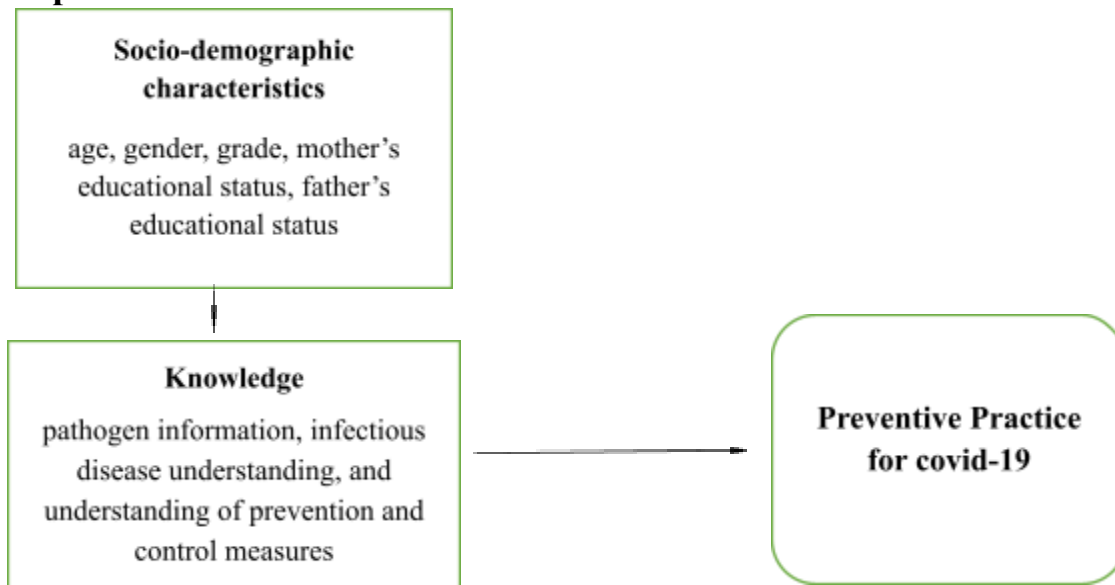 Socio-demographic
characteristics
age, gender, grade, mother's
educational status, father's
educational status
Knowledge
pathogen information, infectious
disease understanding, and
understanding of prevention and
control measures
Preventive Practice
for covid-19